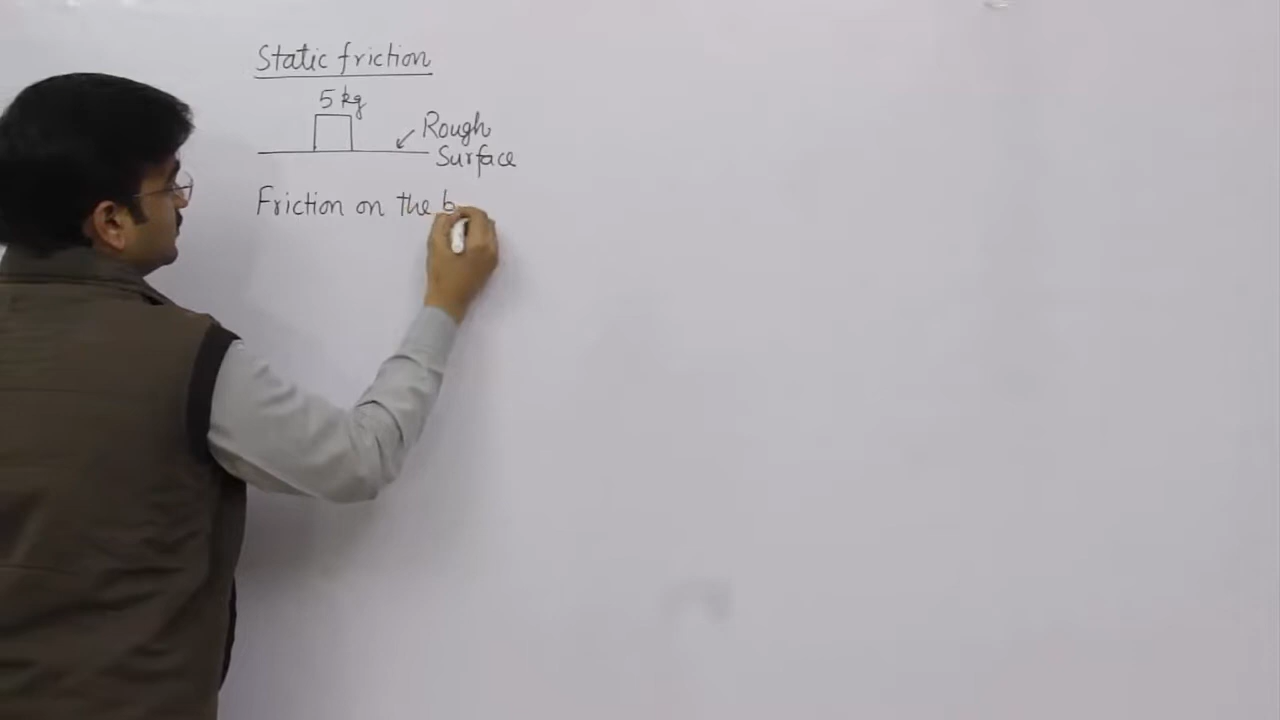 Static friction
5 kg
Rough
Surface
Friction on the b